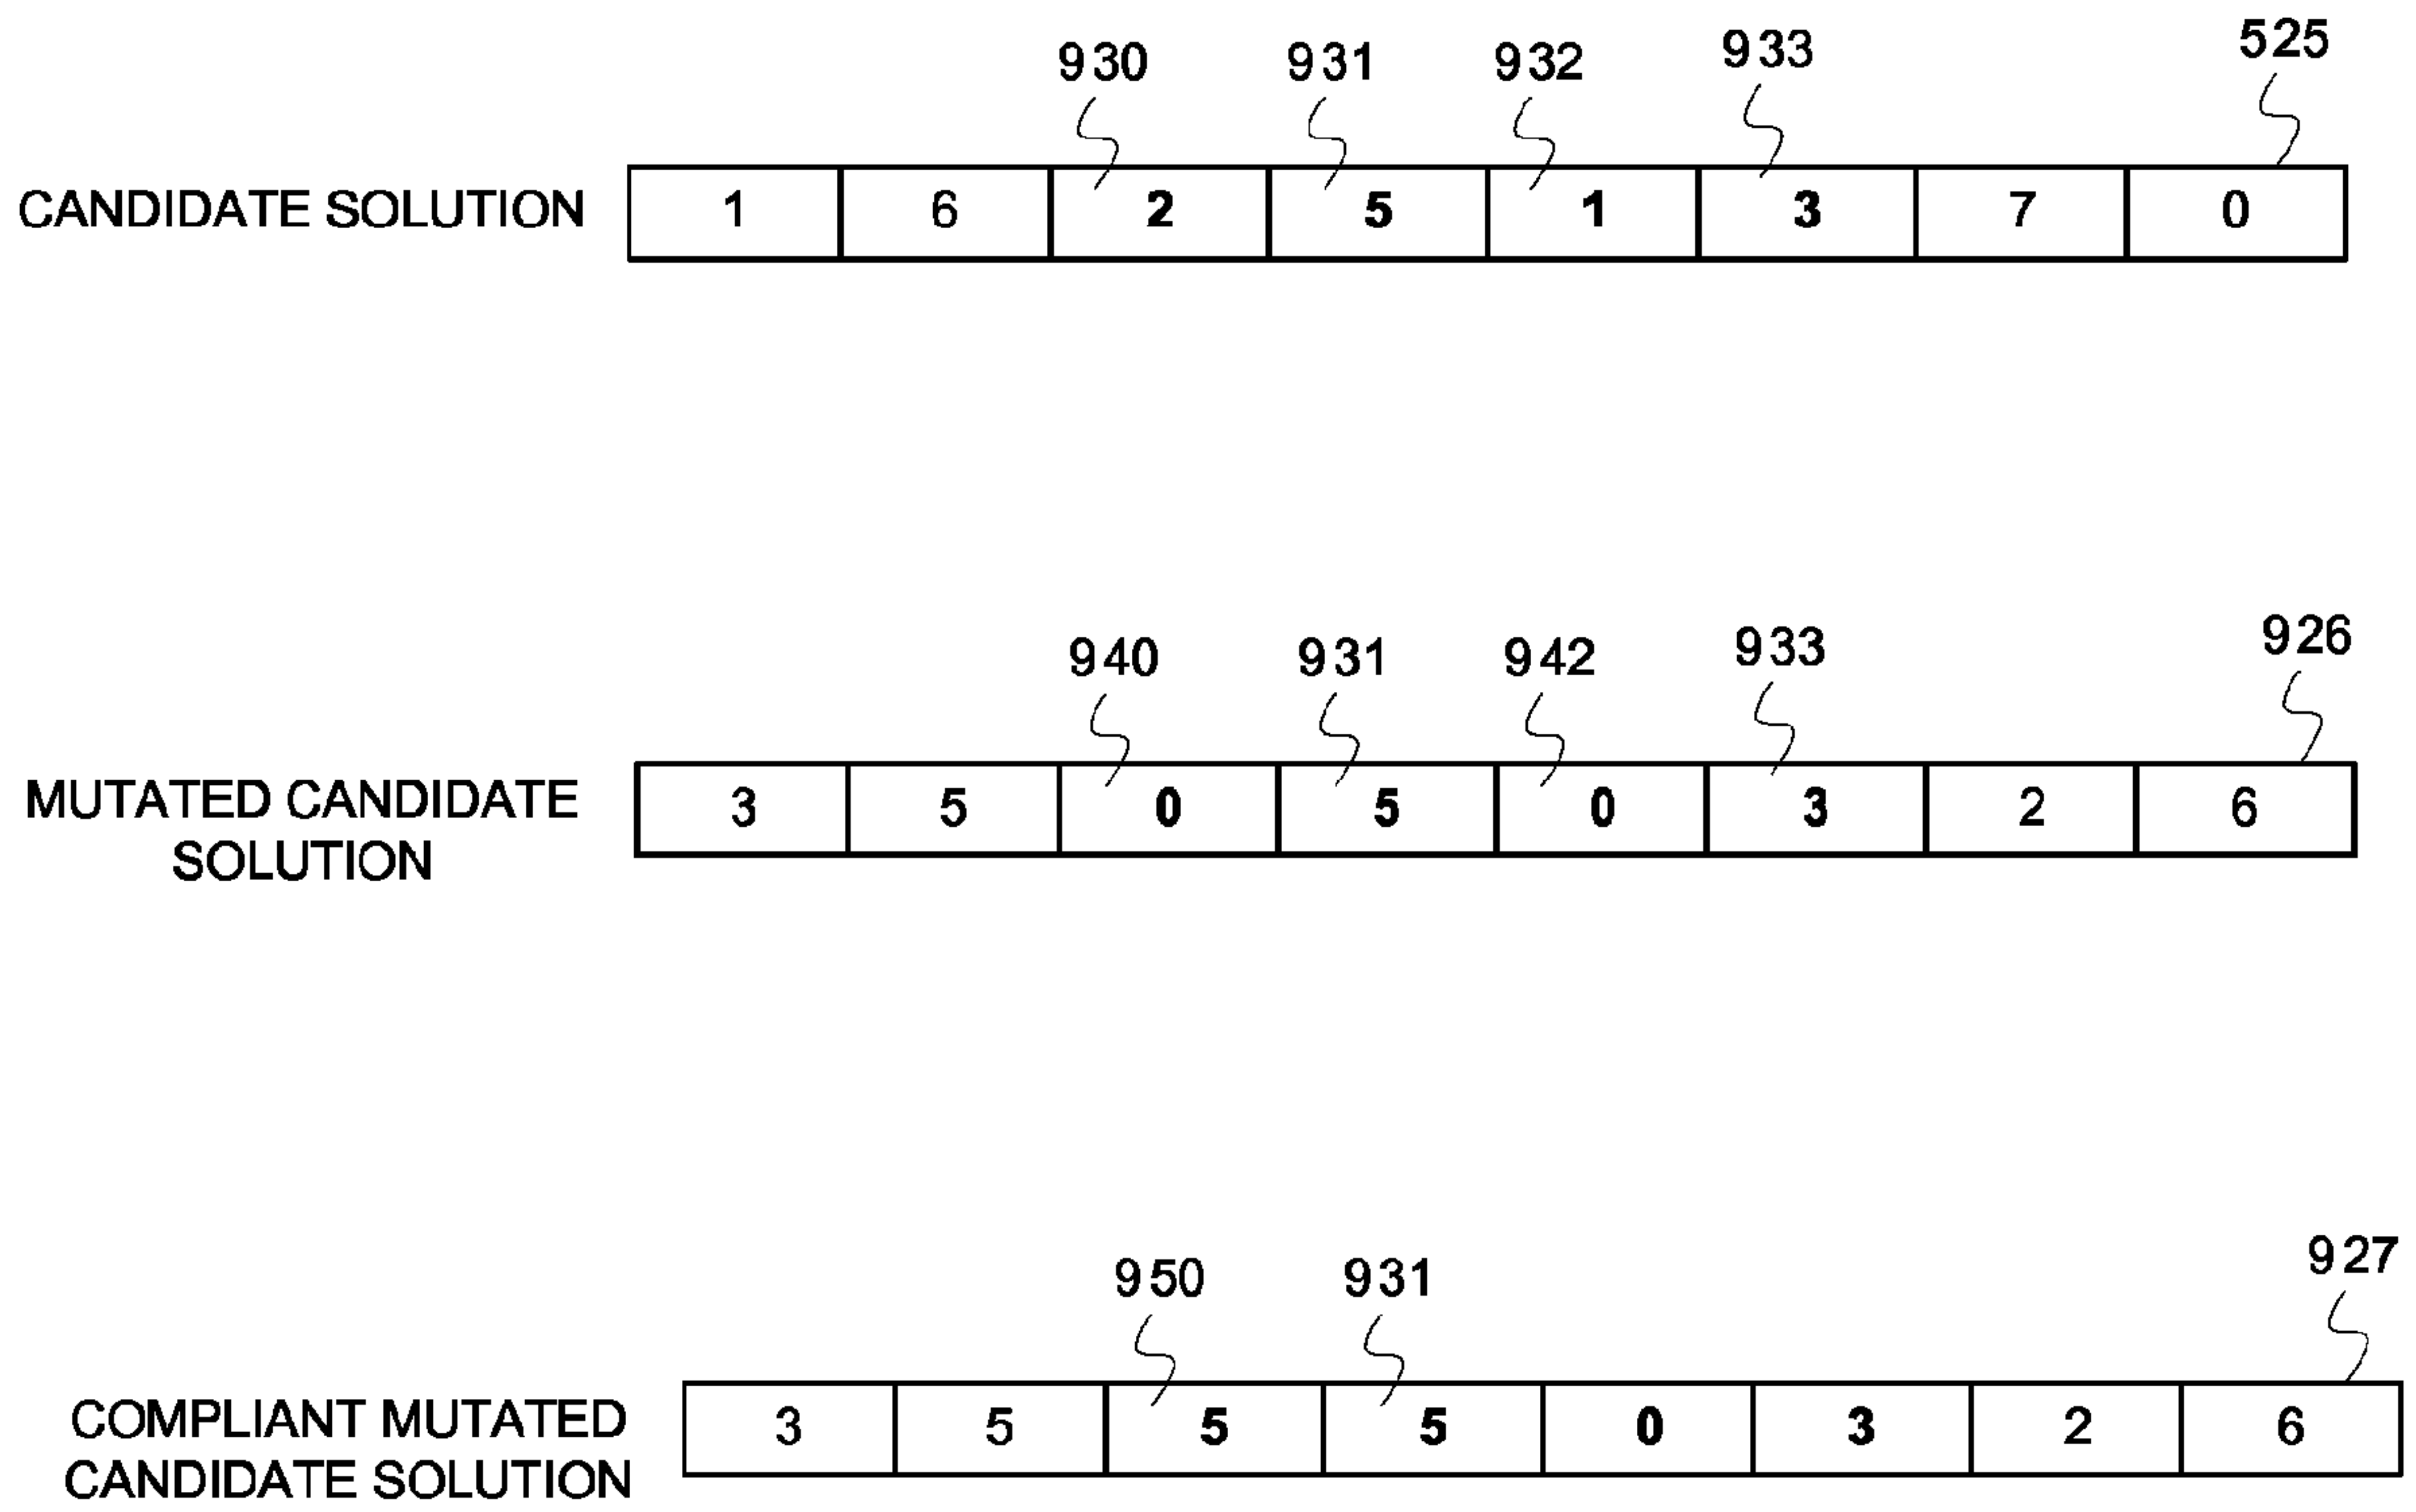 930 931 932 933 525
CANDIDATE SOLUTION 1 6 2 5 1 3 7 0
940 931 942 933 926
MUTATED CANDIDATE
SOLUTION
3 5 0 5 0 3 2 6
950 931 927
COMPLIANT MUTATED
CANDIDATE SOLUTION
3 5 5 5 0 3 2 6